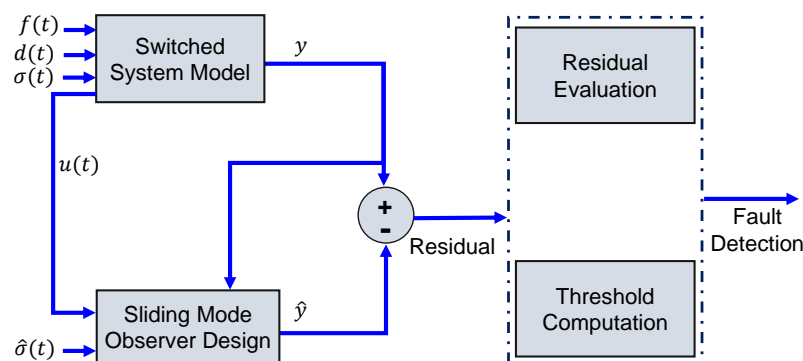 f(t)
d(t)
σ(t)
Switched
System Model
y
u(t)
+
-
Residual
Residual
Evaluation
Threshold
Computation
Fault
Detection
Sliding Mode
Observer Design
ŷ
σ̂(t)